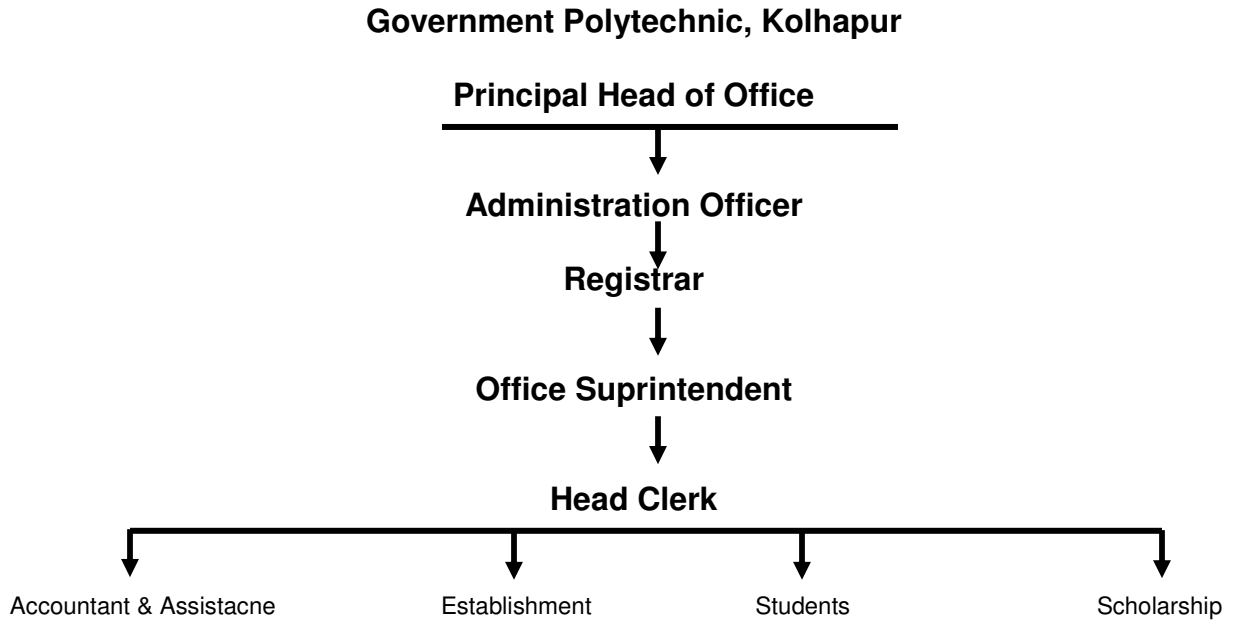 Government Polytechnic, Kolhapur
Principal Head of Office
Administration Officer
Registrar
Office Suprintendent
Head Clerk
Accountant & Assistacne Establishment Students Scholarship